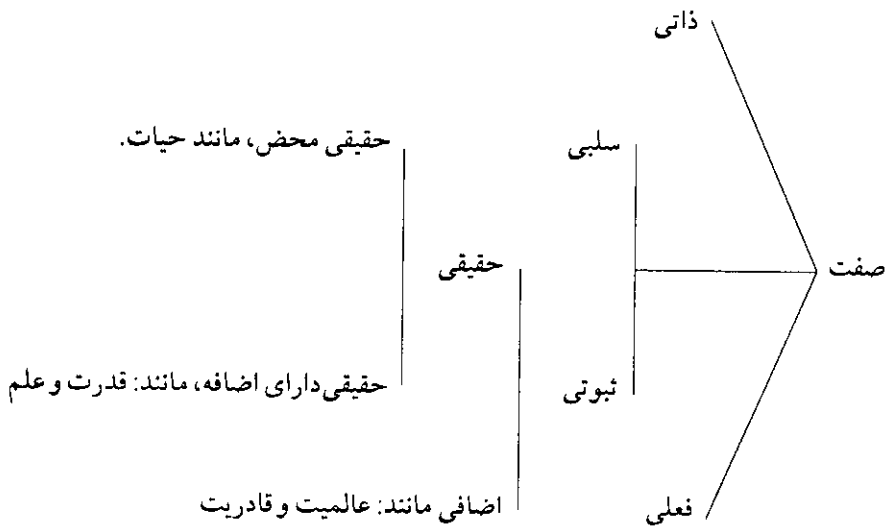 ذاتی
سلبی
حقیقی محض، مانند حیات.
صفت
حقیقی
ثبوتی
حقیقی دارای اضافه، مانند: قدرت و علم
فعلی
اضافی مانند: عالمیت و قادریت